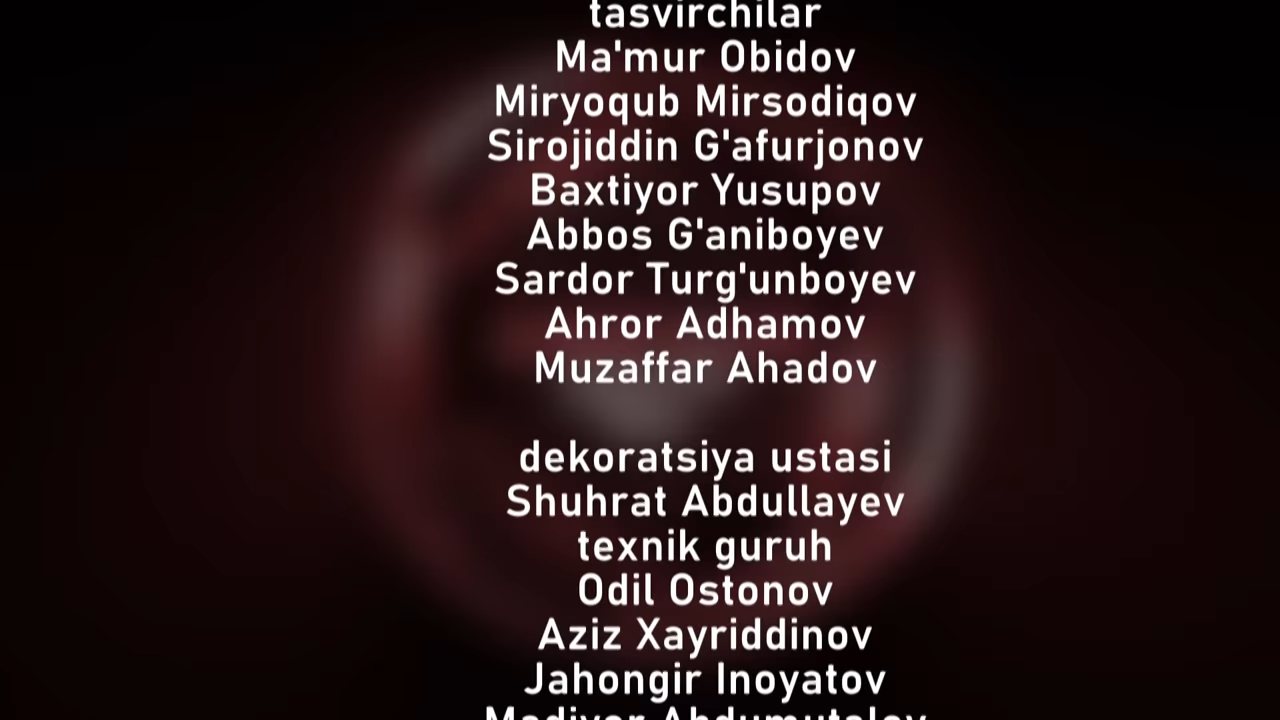 tasvirchilar
Ma'mur Obidov
Miryoqub Mirsodiqov
Sirojiddin G'afurjonov
Baxtiyor Yusupov
Abbos G'aniboyev
Sardor Turg'unboyev
Ahror Adhamov
Muzaffar Ahadov
dekoratsiya ustasi
Shuhrat Abdullayev
texnik guruh
Odil Ostonov
Aziz Xayriddinov
Jahongir Inoyatov